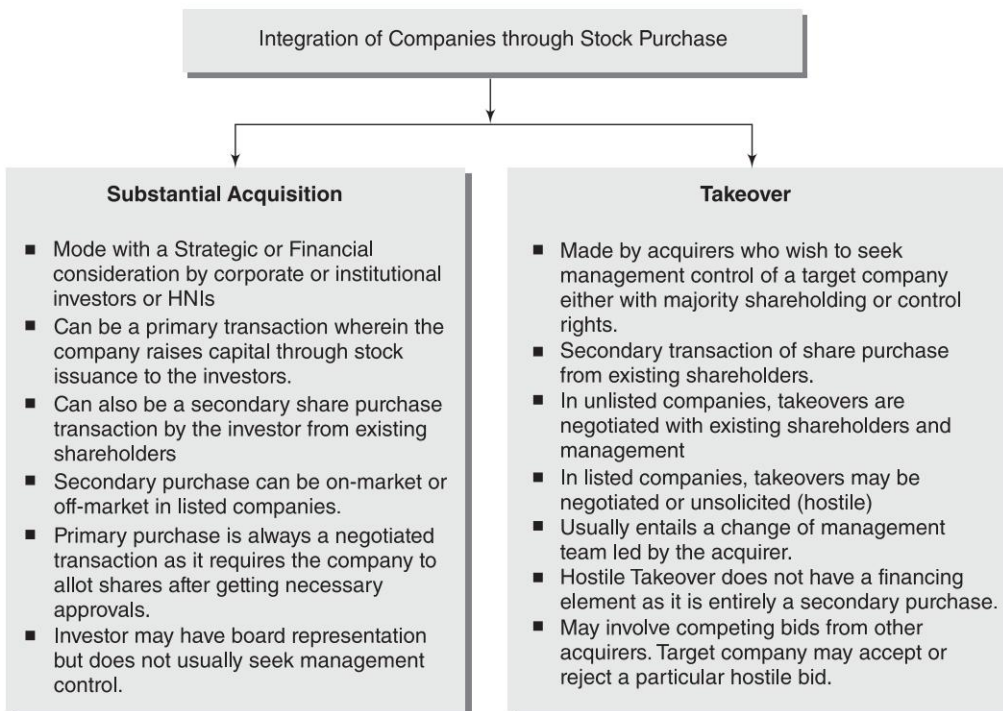 Integration of Companies through Stock Purchase
Substantial Acquisition
■ Mode with a Strategic or Financial
consideration by corporate or institutional
investors or HNIs
■ Can be a primary transaction wherein the
company raises capital through stock
issuance to the investors.
■ Can also be a secondary share purchase
transaction by the investor from existing
shareholders
■ Secondary purchase can be on-market or
off-market in listed companies.
■ Primary purchase is always a negotiated
transaction as it requires the company to
allot shares after getting necessary
approvals.
■ Investor may have board representation
but does not usually seek management
control.
Takeover
■ Made by acquirers who wish to seek
management control of a target company
either with majority shareholding or control
rights.
■ Secondary transaction of share purchase
from existing shareholders.
■ In unlisted companies, takeovers are
negotiated with existing shareholders and
management
■ In listed companies, takeovers may be
negotiated or unsolicited (hostile)
■ Usually entails a change of management
team led by the acquirer.
■ Hostile Takeover does not have a financing
element as it is entirely a secondary purchase.
■ May involve competing bids from other
acquirers. Target company may accept or
reject a particular hostile bid.